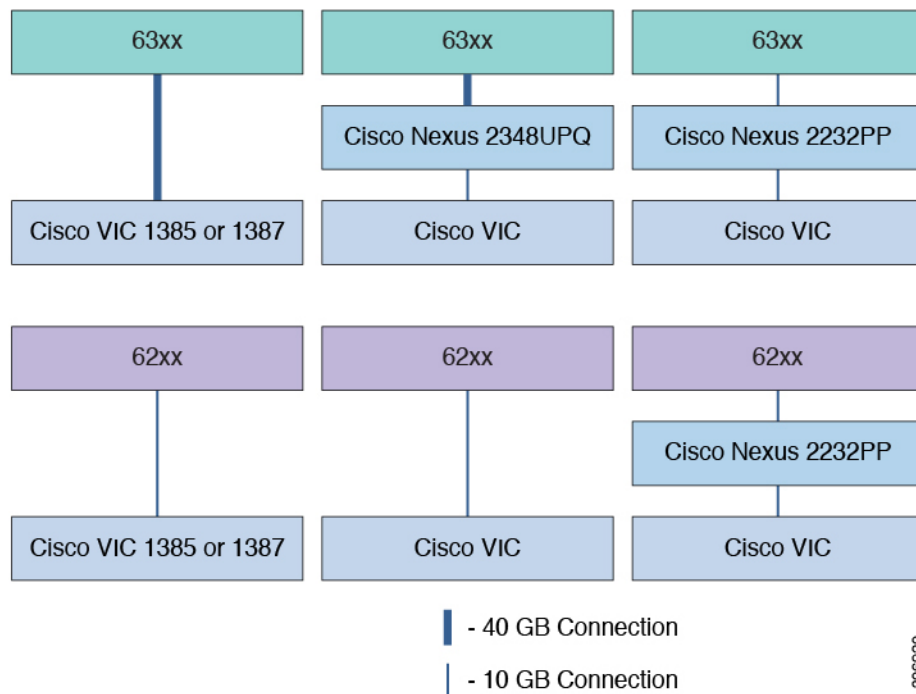 63xx
63xx
63xx
Cisco Nexus 2348UPQ
Cisco Nexus 2232PP
Cisco VIC 1385 or 1387
Cisco VIC
Cisco VIC
62xx
62xx
62xx
Cisco Nexus 2232PP
Cisco VIC 1385 or 1387
Cisco VIC
Cisco VIC
- 40 GB Connection
- 10 GB Connection